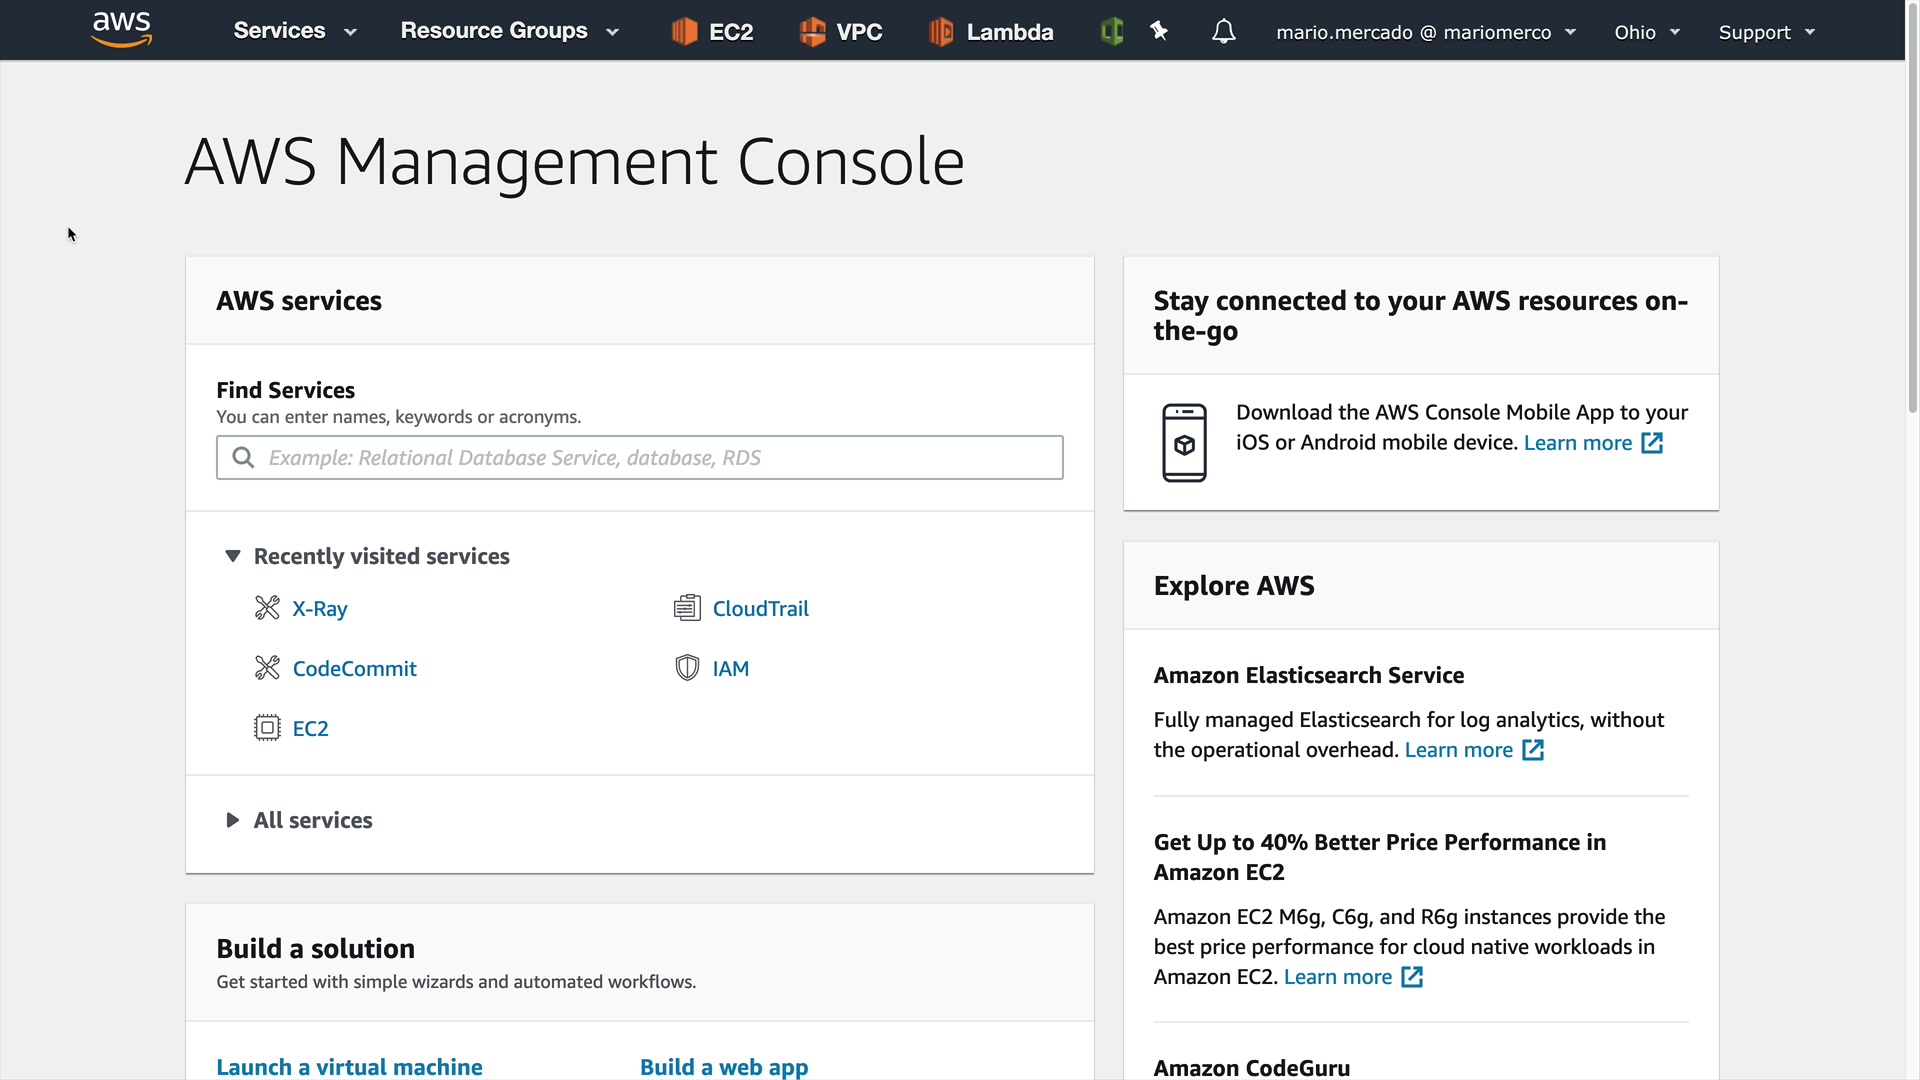 aws
Services
Resource Groups
EC2
VPC
Lambda
mario.mercado @ mariomerco
Ohio
Support
AWS Management Console
AWS services
Find Services
You can enter names, keywords or acronyms.
Example: Relational Database Service, database, RDS
Recently visited services
X-Ray
CloudTrail
CodeCommit
IAM
EC2
All services
Build a solution
Get started with simple wizards and automated workflows.
Launch a virtual machine
Build a web app
Stay connected to your AWS resources on-
the-go
Download the AWS Console Mobile App to your
iOS or Android mobile device. Learn more
Explore AWS
Amazon Elasticsearch Service
Fully managed Elasticsearch for log analytics, without
the operational overhead. Learn more
Get Up to 40% Better Price Performance in
Amazon EC2
Amazon EC2 M6g, C6g, and R6g instances provide the
best price performance for cloud native workloads in
Amazon EC2. Learn more
Amazon CodeGuru